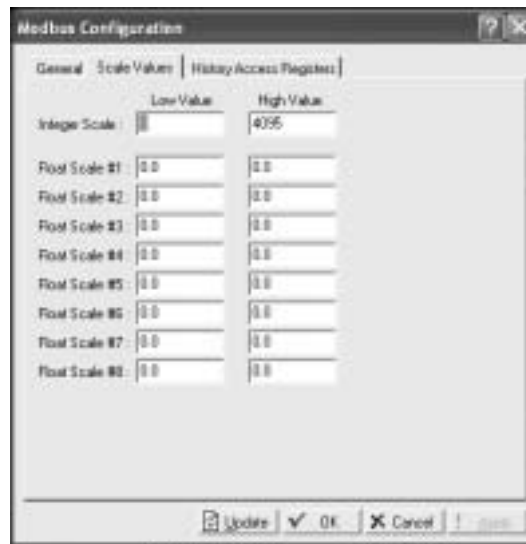 Modbus Configuration
General Scale Values History Access Registers
Low Value High Value
Integer Scale : 4095
Float Scale #1 : 0.0 0.0
Float Scale #2 : 0.0 0.0
Float Scale #3 : 0.0 0.0
Float Scale #4 : 0.0 0.0
Float Scale #5 : 0.0 0.0
Float Scale #6 : 0.0 0.0
Float Scale #7 : 0.0 0.0
Float Scale #8 : 0.0 0.0
Update OK Cancel !